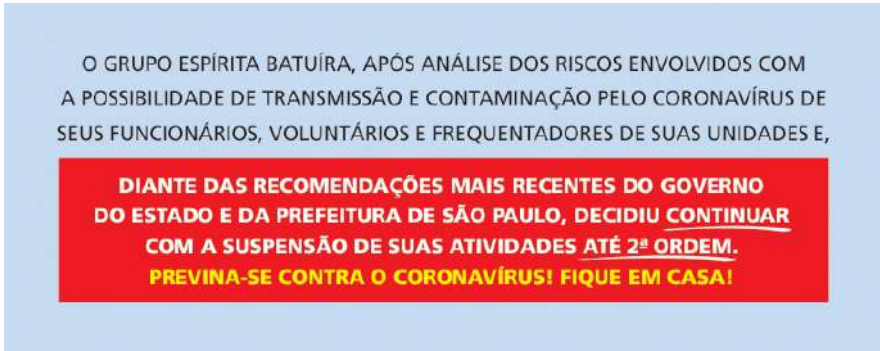 O GRUPO ESPÍRITA BATUÍRA, APÓS ANÁLISE DOS RISCOS ENVOLVIDOS COM
A POSSIBILIDADE DE TRANSMISSÃO E CONTAMINAÇÃO PELO CORONAVÍRUS DE
SEUS FUNCIONÁRIOS, VOLUNTÁRIOS E FREQUENTADORES DE SUAS UNIDADES E,
DIANTE DAS RECOMENDAÇÕES MAIS RECENTES DO GOVERNO
DO ESTADO E DA PREFEITURA DE SÃO PAULO, DECIDIU CONTINUAR
COM A SUSPENSÃO DE SUAS ATIVIDADES ATÉ 2ª ORDEM.
PREVINA-SE CONTRA O CORONAVÍRUS! FIQUE EM CASA!